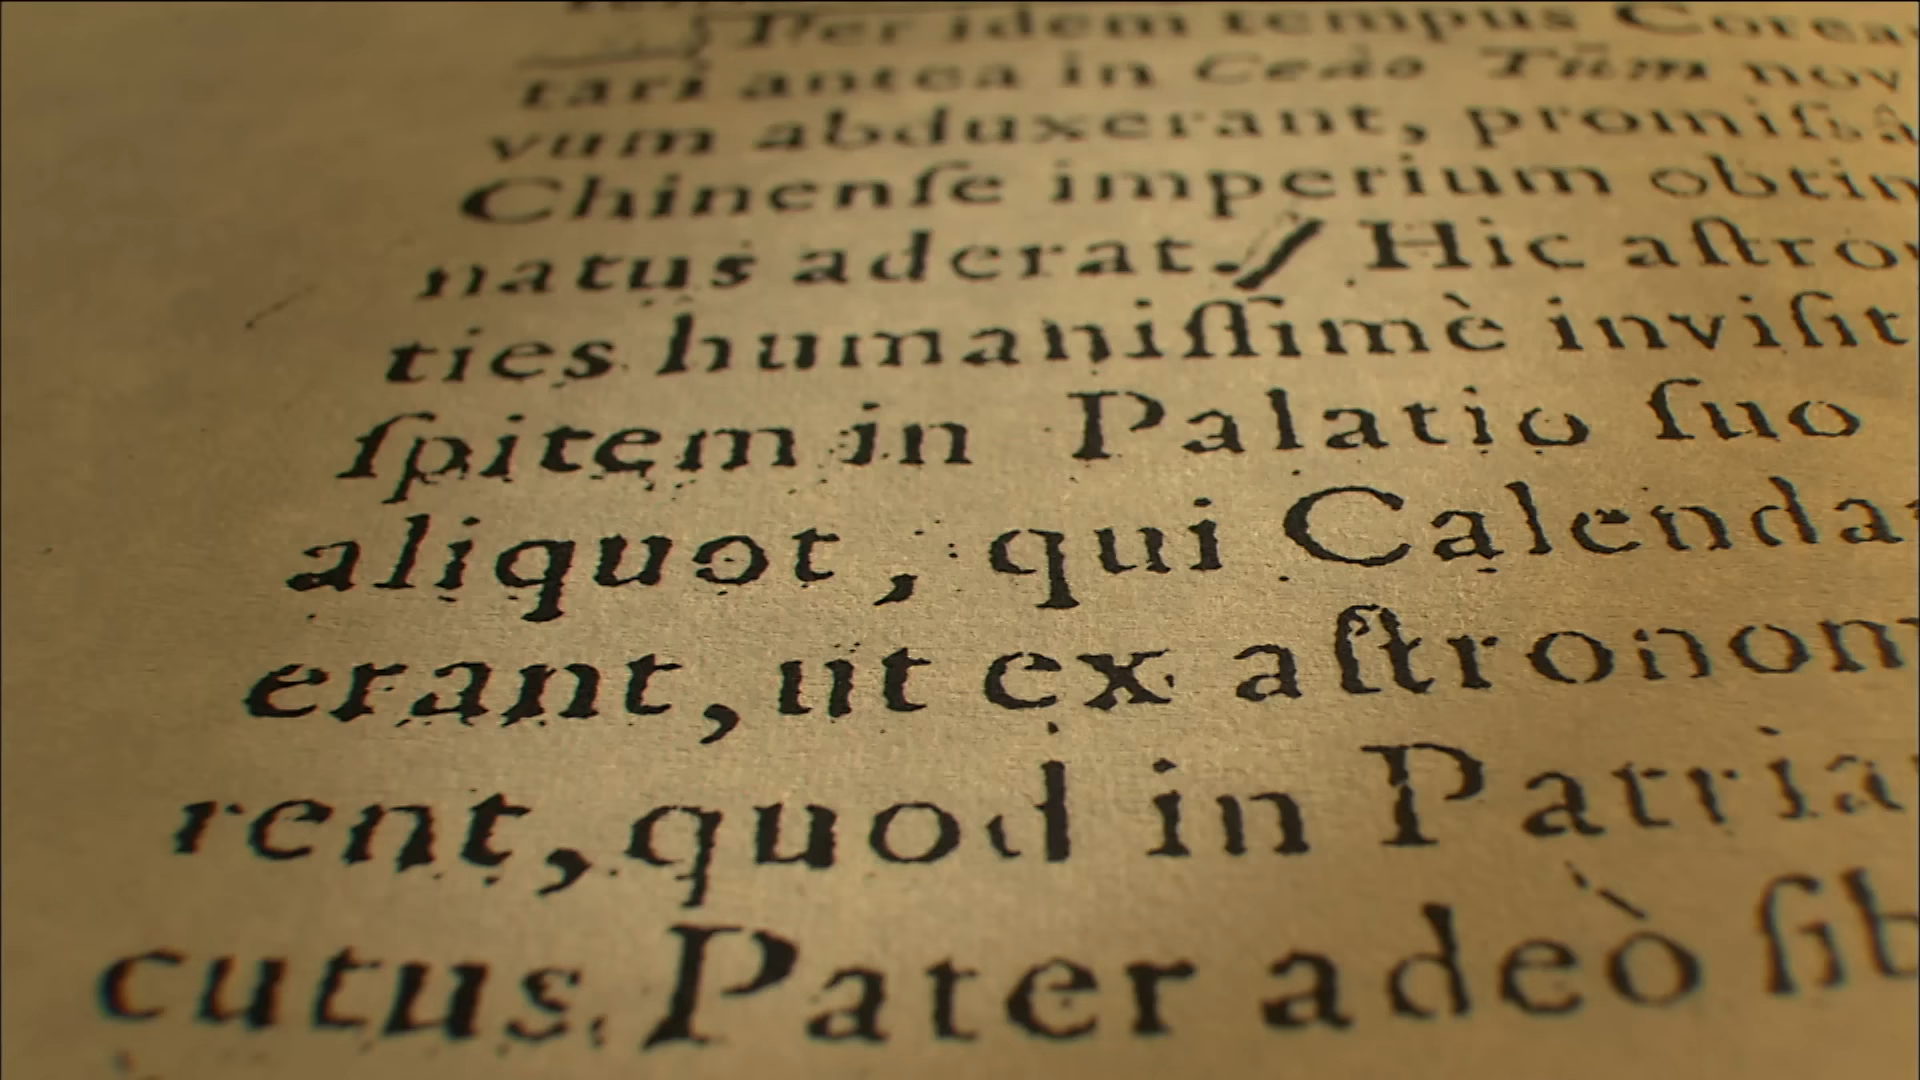 Per idem tempus Corea
tari antea in Ceão Tūm nov
vum abduxerant, promiſsâ
Chinenſe imperium obtin
natus aderat. Hic aſtro
ties humaniſſimè inviſit
ſpitem in Palatio ſuo
aliquot, qui Calenda
erant, ut ex aſtronom
rent, quod in Patria
cutus. Pater adeò ſib